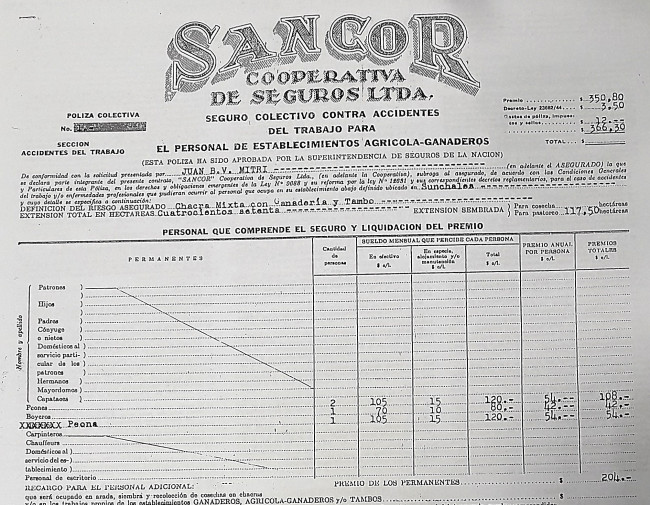 SANCOR
COOPERATIVA
DE SEGUROS LTDA.
POLIZA COLECTIVA
No.
SECCION
ACCIDENTES DEL TRABAJO
SEGURO COLECTIVO CONTRA ACCIDENTES
DEL TRABAJO PARA
EL PERSONAL DE ESTABLECIMIENTOS AGRICOLA-GANADEROS
Premio $ 350,80
Decreto-Ley 23682/44 $ 3,50
Gastos de póliza, impuestos y sellos $ 12.--
$ 366,30
TOTAL $
(ESTA POLIZA HA SIDO APROBADA POR LA SUPERINTENDENCIA DE SEGUROS DE LA NACION)
De conformidad con la solicitud presentada por JUAN B.V. MITRI (en adelante el ASEGURADO) la que
se declara parte integrante del presente contrato, "SANCOR" Cooperativa de Seguros Ltda., (en adelante la Cooperativa), subroga al asegurado, de acuerdo con las Condiciones Generales
y Particulares de esta Póliza, en los derechos y obligaciones emergentes de la Ley Nº 9688 y su reforma por la ley Nº 12631 y sus correspondientes decretos reglamentarios, para el caso de accidentes
del trabajo y/o enfermedades profesionales que pudieran ocurrir al personal que ocupa en su establecimiento abajo definido ubicado en Sunchales
y cuyo detalle se especifica a continuación:
DEFINICION DEL RIESGO ASEGURADO Chacra Mixta con Ganadería y Tambo
EXTENSION TOTAL EN HECTAREAS Cuatrocientos setenta EXTENSION SEMBRADA ) Para cosecha hectáreas
) Para pastoreo 117,50 hectáreas
PERSONAL QUE COMPRENDE EL SEGURO Y LIQUIDACION DEL PREMIO
PERMANENTES
Cantidad de personas
SUELDO MENSUAL QUE PERCIBE CADA PERSONA
En efectivo $ c/l.
En especie, alojamiento y/o manutención $ c/l.
Total $ c/l.
PREMIO ANUAL POR PERSONA $ c/l.
PREMIOS TOTALES $ c/l.
Nombre y apellido
Patrones )
Hijos )
Padres )
Cónyuge )
o nietos )
Domésticos al )
servicio parti- )
cular de los )
patrones )
Hermanos )
Mayordomos )
Capataces )
Peones 2 105 15 120.- 54.-- 108.-
Boyeros 1 70 10 80.- 42.-- 42.-
XXXXXXX Peona 1 105 15 120.- 54.-- 54.-
Carpinteros )
Chauffeurs )
Domésticos al )
servicio del es- )
tablecimiento )
Personal de escritorio
PREMIO DE LOS PERMANENTES $ 204.-
RECARGO PARA EL PERSONAL ADICIONAL:
que será ocupado en arada, siembra y recolección de cosechas en chacras
y/o en los trabajos propios de los establecimientos GANADEROS, AGRICOLA-GANADEROS y/o TAMBOS $